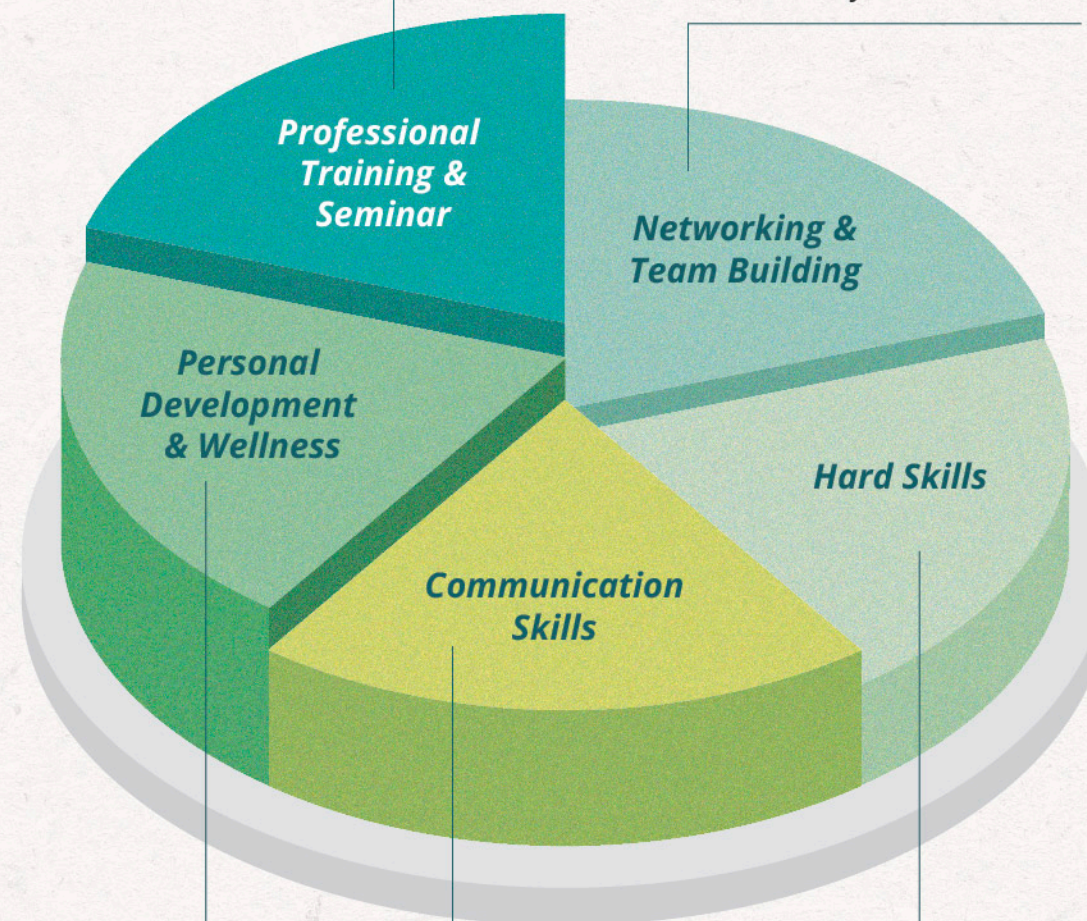 Professional
Training &
Seminar
Networking &
Team Building
Personal
Development
& Wellness
Hard Skills
Communication
Skills